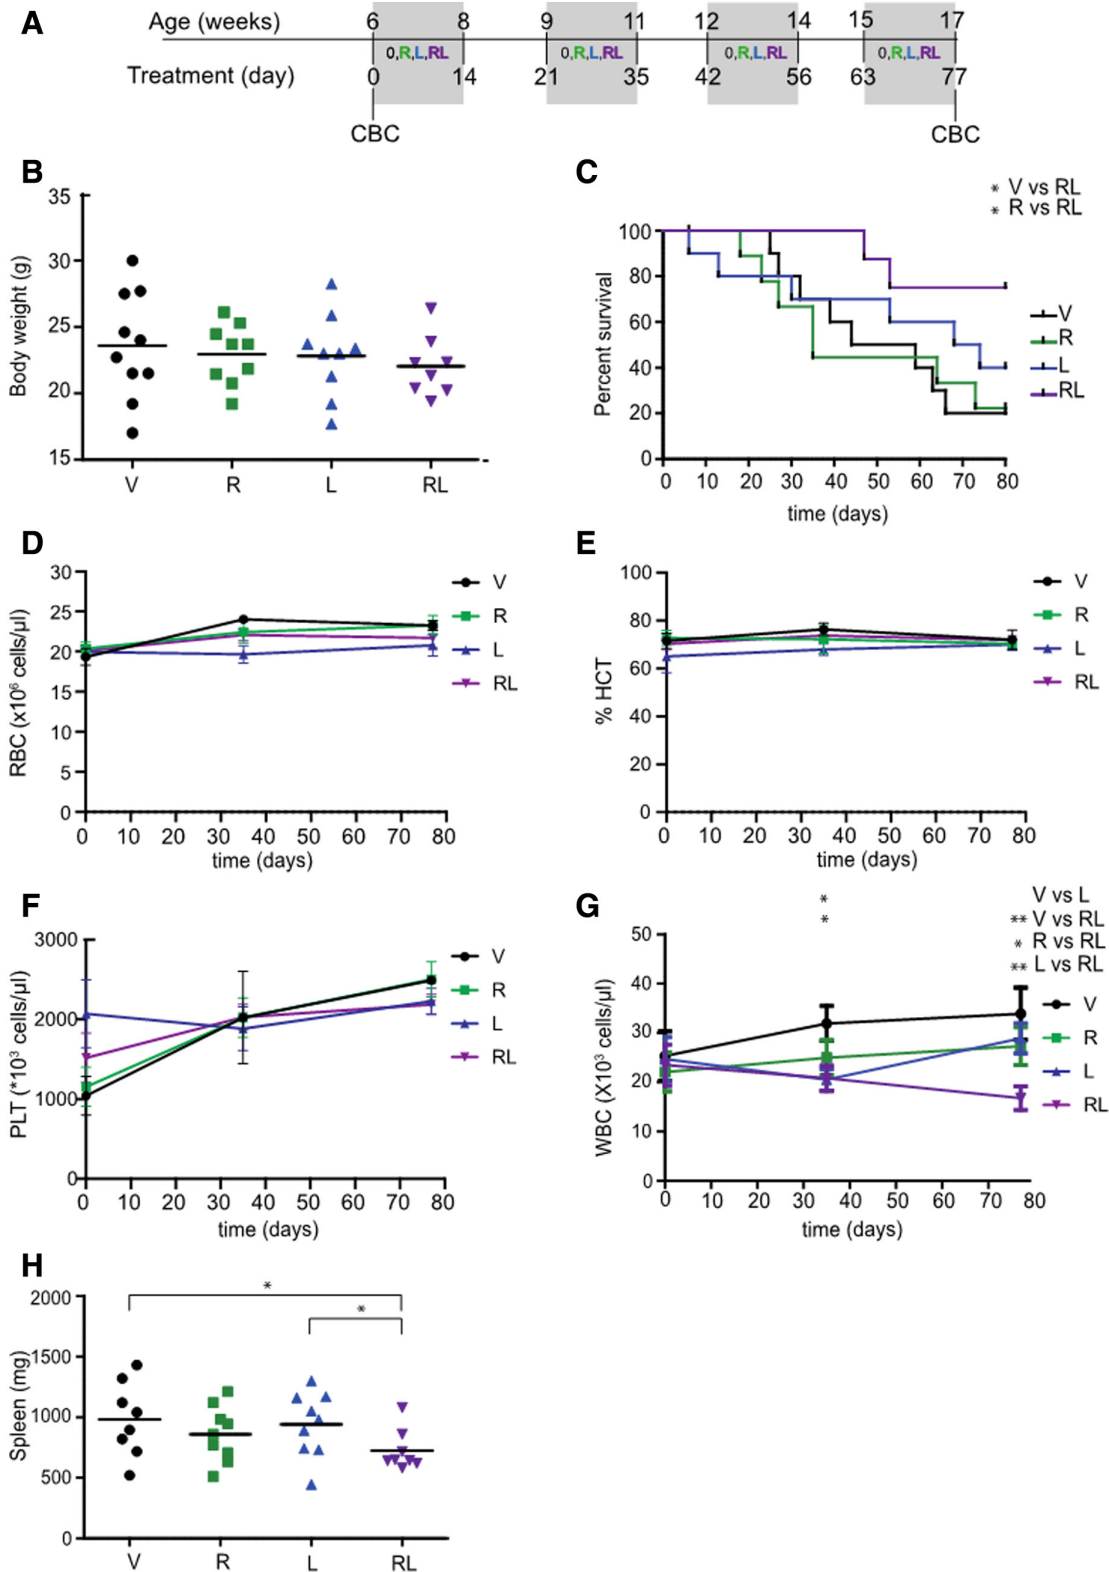 A
Age (weeks) 6 8 9 11 12 14 15 17
0,R,L,RL 0,R,L,RL 0,R,L,RL 0,R,L,RL
Treatment (day) 0 14 21 35 42 56 63 77
CBC CBC
B
Body weight (g)
35
30
25
20
15
V R L RL
C
* V vs RL
* R vs RL
Percent survival
100
80
60
40
20
0
0 10 20 30 40 50 60 70 80
time (days)
V
R
L
RL
D
RBC (x10⁶ cells/µl)
30
25
20
15
10
5
0
0 10 20 30 40 50 60 70 80
time (days)
V
R
L
RL
E
% HCT
100
80
60
40
20
0
0 10 20 30 40 50 60 70 80
time (days)
V
R
L
RL
F
PLT (*10³ cells/µl)
3000
2000
1000
0
0 10 20 30 40 50 60 70 80
time (days)
V
R
L
RL
G
* V vs L
* ** V vs RL
* R vs RL
** L vs RL
WBC (X10³ cells/µl)
50
40
30
20
10
0
0 10 20 30 40 50 60 70 80
time (days)
V
R
L
RL
H
*
*
Spleen (mg)
2000
1500
1000
500
0
V R L RL